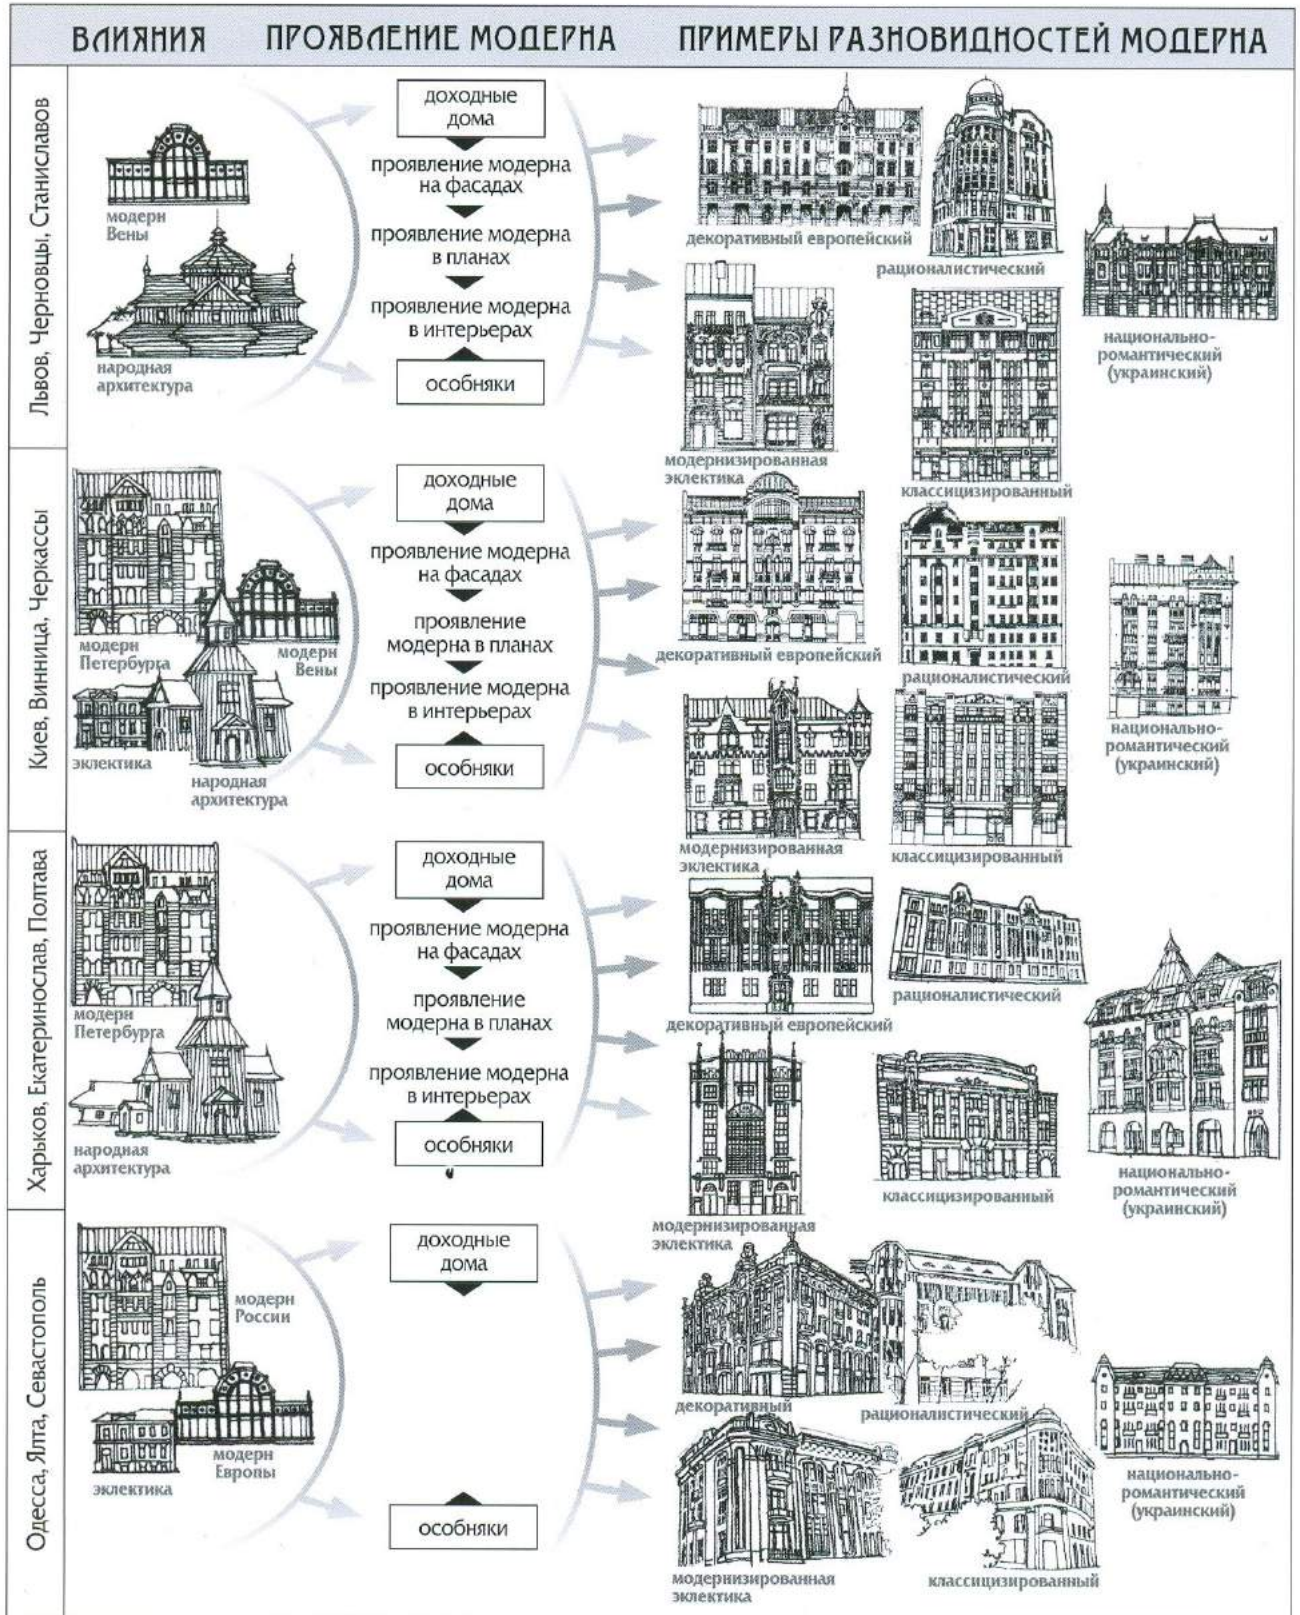 ВЛИЯНИЯ ПРОЯВЛЕНИЕ МОДЕРНА ПРИМЕРЫ РАЗНОВИДНОСТЕЙ МОДЕРНА
Львов, Черновцы, Станиславов
модерн
Вены
народная
архитектура
доходные
дома
проявление модерна
на фасадах
проявление модерна
в планах
проявление модерна
в интерьерах
особняки
декоративный европейский
рационалистический
национально-
романтический
(украинский)
модернизированная
эклектика
классицизированный
Киев, Винница, Черкассы
модерн
Петербурга
модерн
Вены
эклектика
народная
архитектура
доходные
дома
проявление модерна
на фасадах
проявление
модерна в планах
проявление модерна
в интерьерах
особняки
декоративный европейский
рационалистический
национально-
романтический
(украинский)
модернизированная
эклектика
классицизированный
Харьков, Екатеринослав, Полтава
модерн
Петербурга
народная
архитектура
доходные
дома
проявление модерна
на фасадах
проявление
модерна в планах
проявление модерна
в интерьерах
особняки
декоративный европейский
рационалистический
национально-
романтический
(украинский)
модернизированная
эклектика
классицизированный
Одесса, Ялта, Севастополь
модерн
России
модерн
Европы
эклектика
доходные
дома
особняки
декоративный
рационалистический
национально-
романтический
(украинский)
модернизированная
эклектика
классицизированный